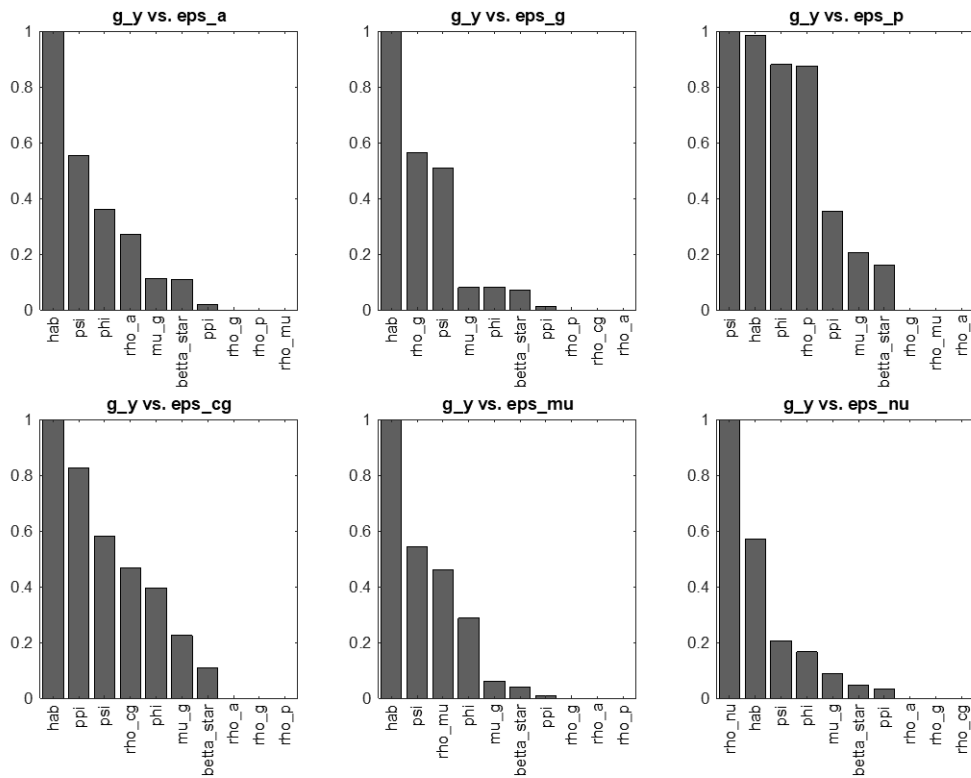 g_y vs. eps_a
1
0.8
0.6
0.4
0.2
0
hab
psi
phi
rho_a
mu_g
betta_star
ppi
rho_g
rho_p
rho_mu
g_y vs. eps_g
1
0.8
0.6
0.4
0.2
0
hab
rho_g
psi
mu_g
phi
betta_star
ppi
rho_p
rho_cg
rho_a
g_y vs. eps_p
1
0.8
0.6
0.4
0.2
0
psi
hab
phi
rho_p
ppi
mu_g
betta_star
rho_g
rho_mu
rho_a
g_y vs. eps_cg
1
0.8
0.6
0.4
0.2
0
hab
ppi
psi
rho_cg
phi
mu_g
betta_star
rho_a
rho_g
rho_p
g_y vs. eps_mu
1
0.8
0.6
0.4
0.2
0
hab
psi
rho_mu
phi
mu_g
betta_star
ppi
rho_g
rho_a
rho_p
g_y vs. eps_nu
1
0.8
0.6
0.4
0.2
0
rho_nu
hab
psi
phi
mu_g
betta_star
ppi
rho_a
rho_g
rho_cg